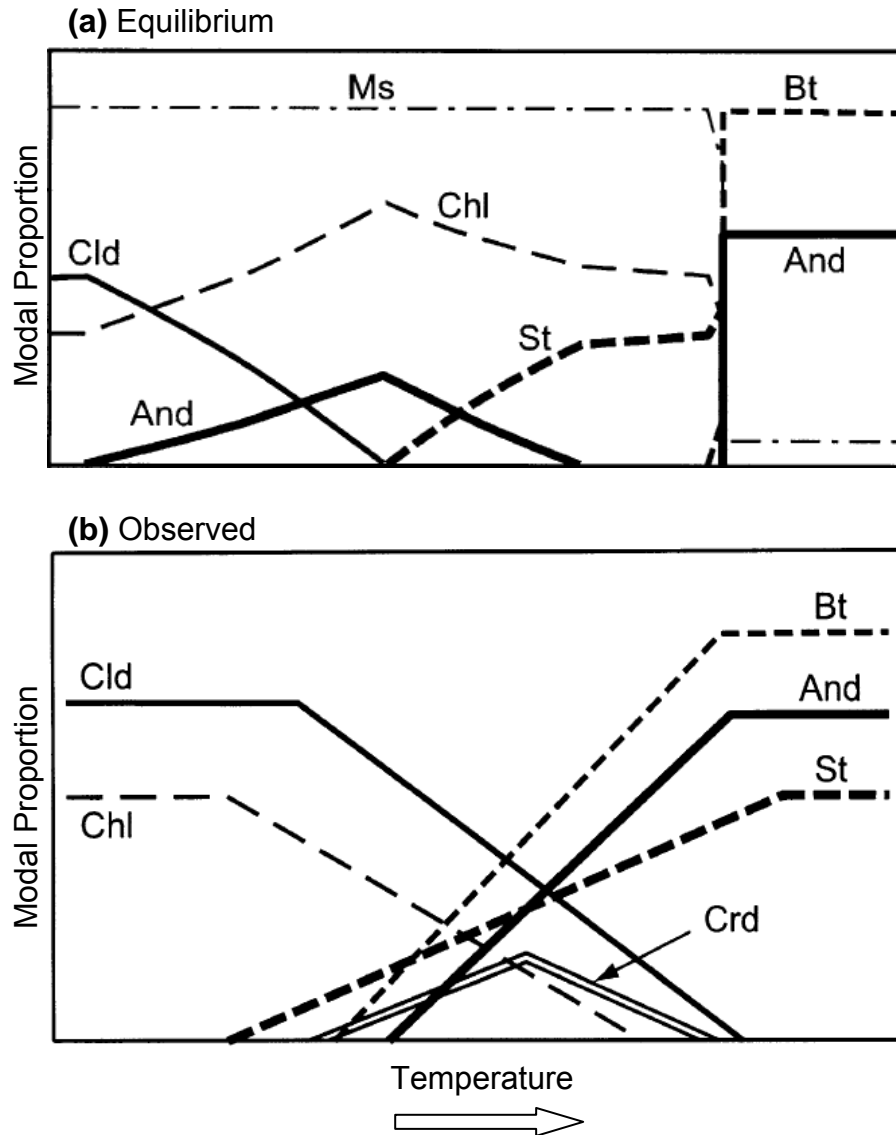 (a) Equilibrium
Modal Proportion
Ms
Bt
Chl
Cld
And
St
And
(b) Observed
Modal Proportion
Bt
Cld
And
St
Chl
Crd
Temperature